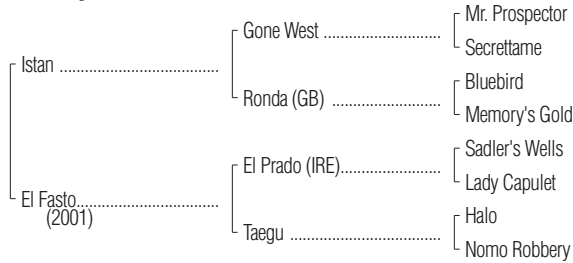 Mr. Prospector
Gone West
Secrettame
Istan
Bluebird
Ronda (GB)
Memory's Gold
Sadler's Wells
El Prado (IRE)
Lady Capulet
El Fasto
(2001)
Halo
Taegu
Nomo Robbery